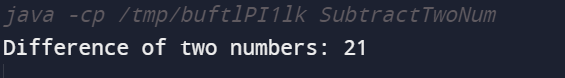 java -cp /tmp/buftlPI1lk SubtractTwoNum
Difference of two numbers: 21